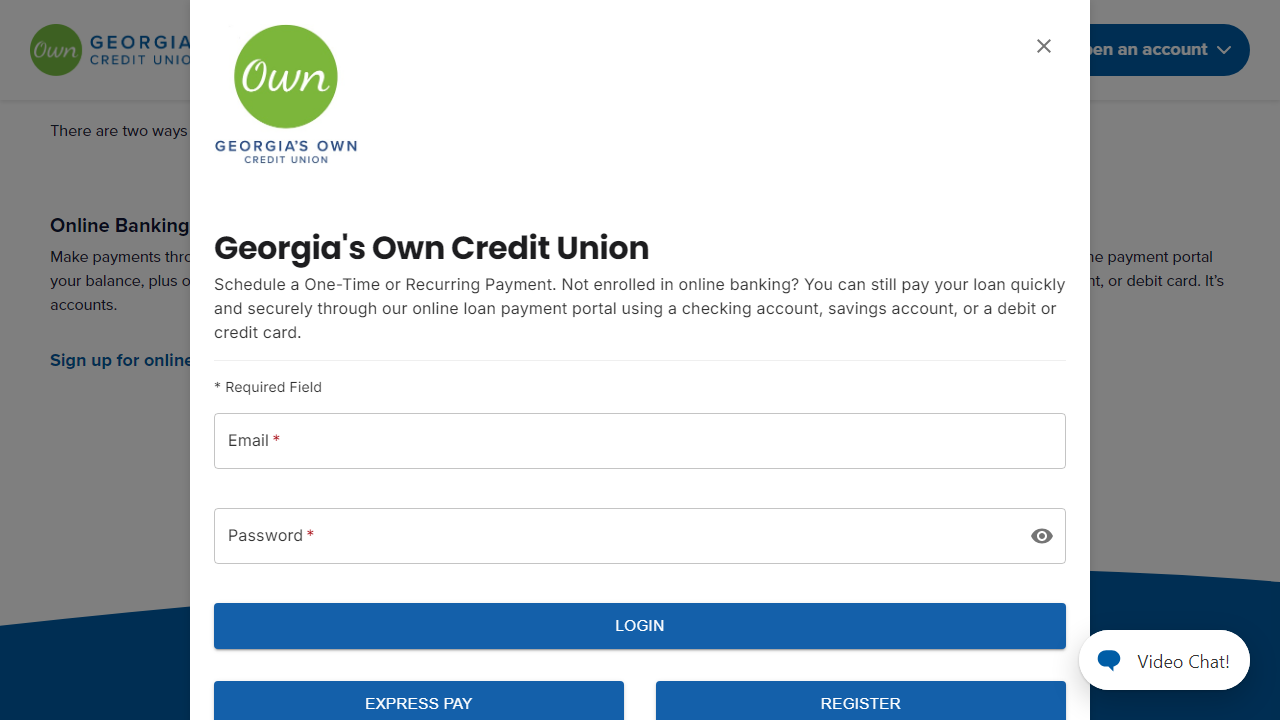 Own
GEORGIA'S OWN
CREDIT UNION
Own
GEORGIA
CREDIT
en an account
There are two ways
Georgia's Own Credit Union
Schedule a One-Time or Recurring Payment. Not enrolled in online banking? You can still pay your loan quickly
and securely through our online loan payment portal using a checking account, savings account, or a debit or
credit card.
Online Banking
Make payments thr
your balance, plus o
accounts.
Sign up for online
payment portal
or debit card. It's
* Required Field
Email *
Password *
LOGIN
EXPRESS PAY
REGISTER
Video Chat!